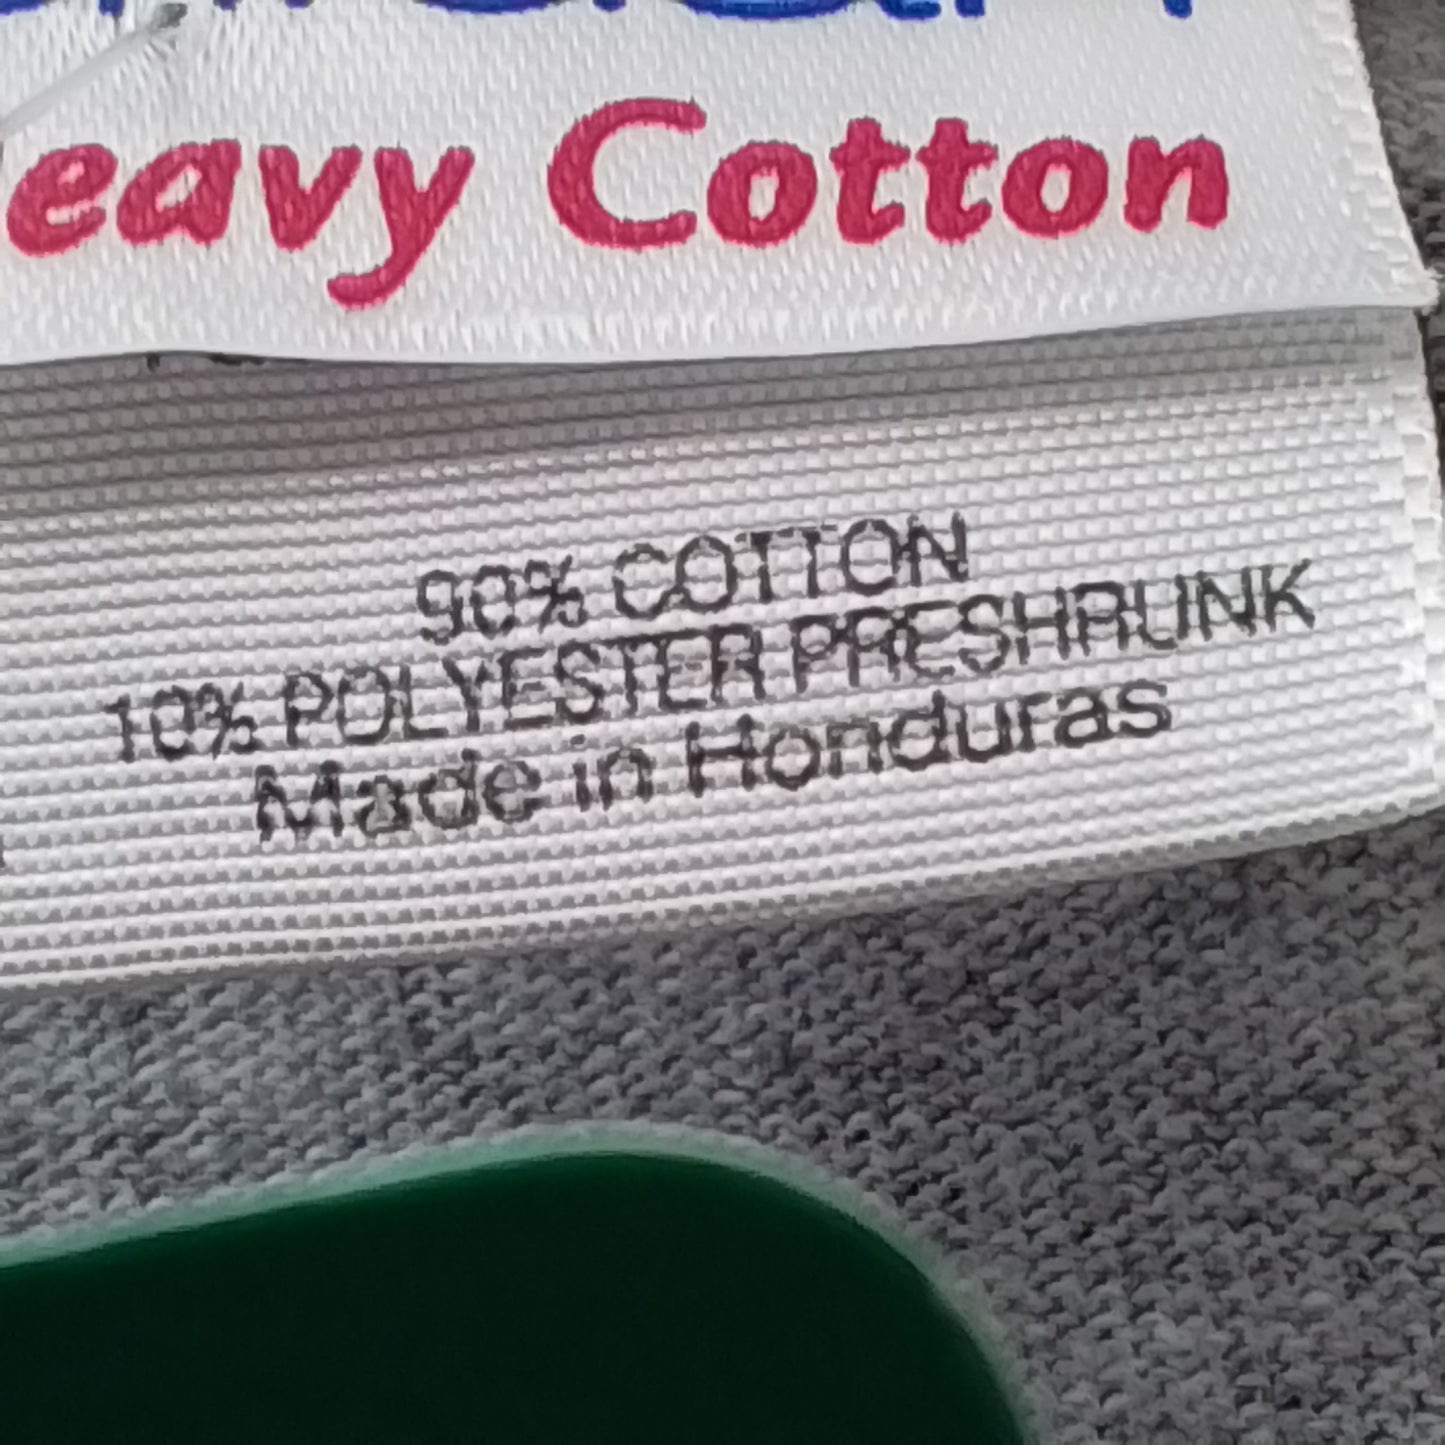 eavy Cotton
90% COTTON
10% POLYESTER PRESHRUNK
Made in Honduras